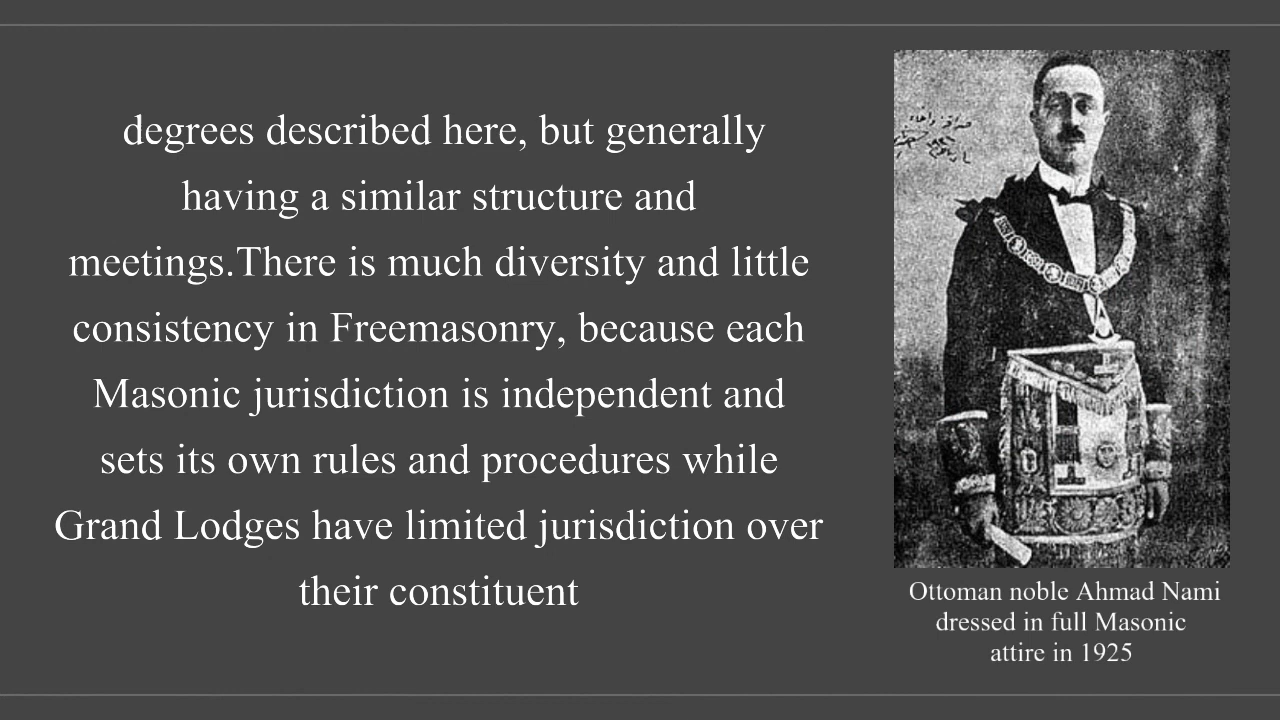 degrees described here, but generally
having a similar structure and
meetings.There is much diversity and little
consistency in Freemasonry, because each
Masonic jurisdiction is independent and
sets its own rules and procedures while
Grand Lodges have limited jurisdiction over
their constituent
Ottoman noble Ahmad Nami
dressed in full Masonic
attire in 1925